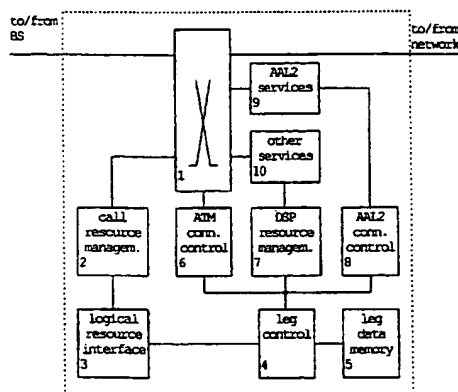 to/from
BS
to/from
network
AAL2
services
9
other
services
10
1
call
resource
managem.
2
ATM
conn.
control
6
DSP
resource
managem.
7
AAL2
conn.
control
8
logical
resource
interface
3
leg
control
4
leg
data
memory
5